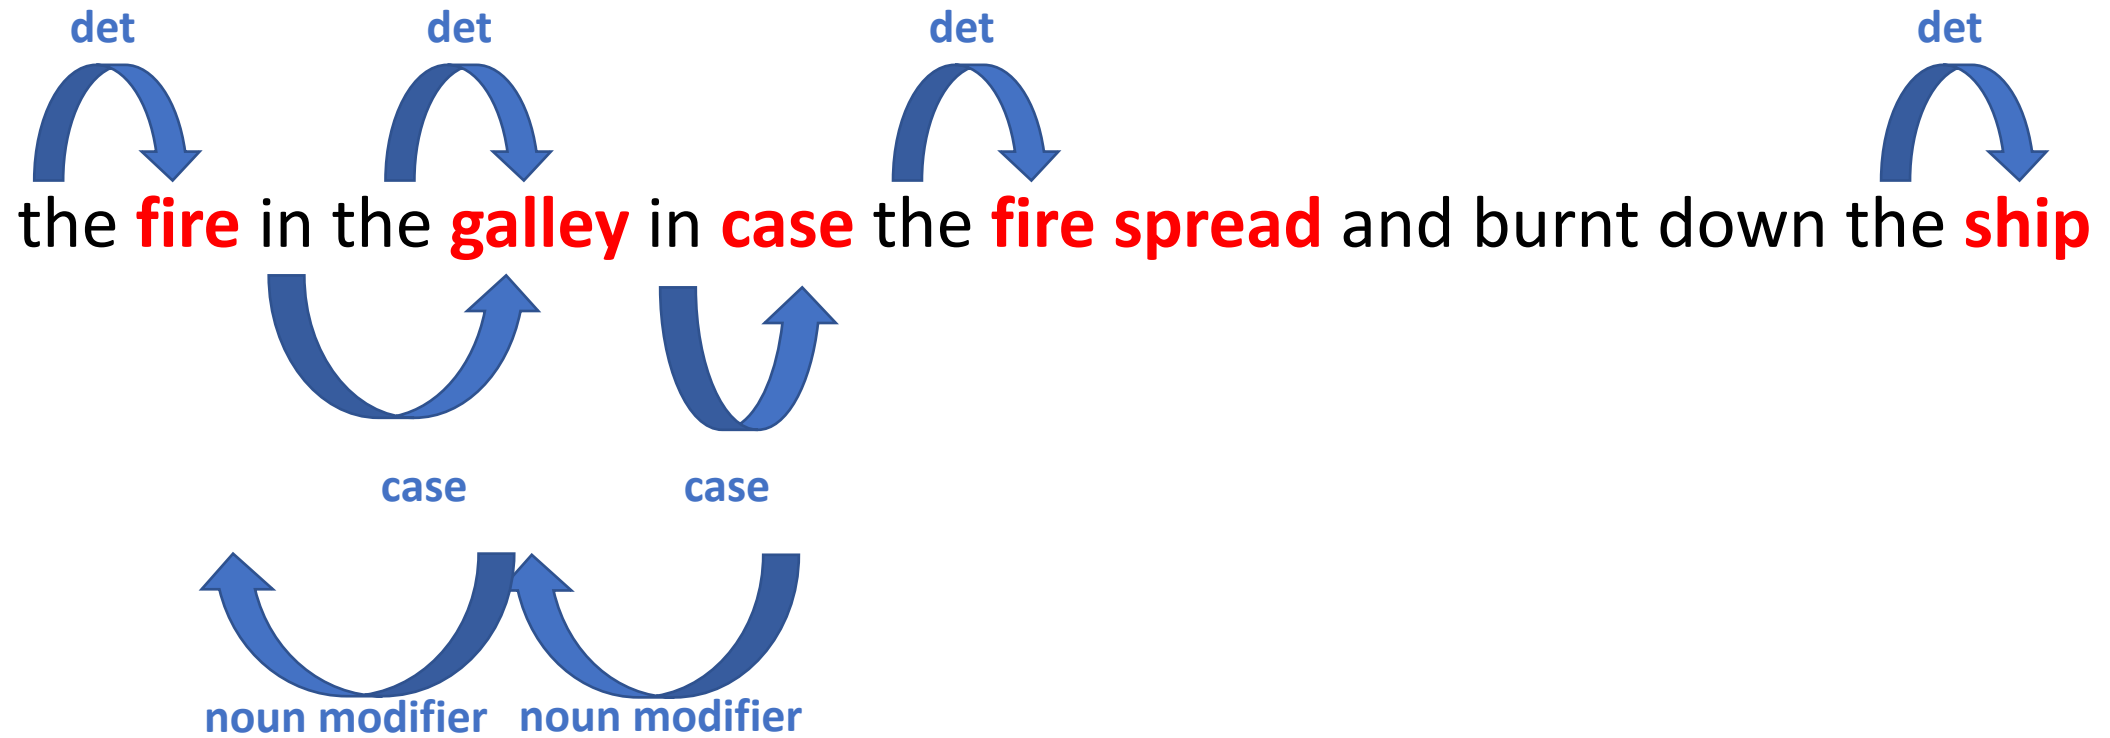 det det det det
the fire in the galley in case the fire spread and burnt down the ship
case case
noun modifier noun modifier